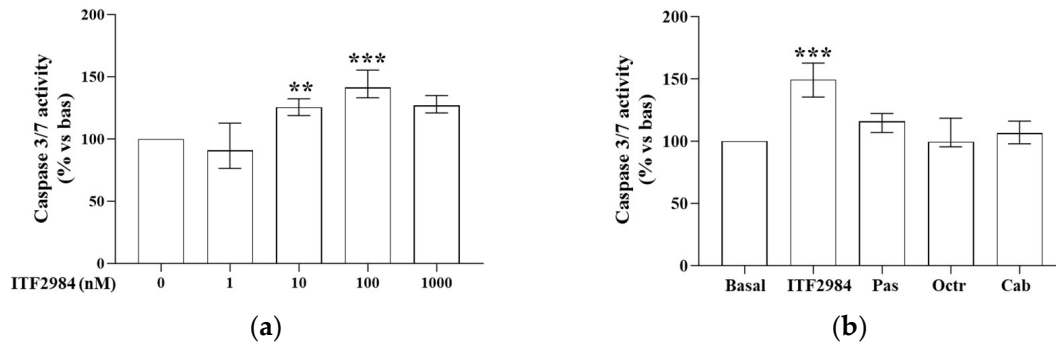 200
150
100
50
0
Caspase 3/7 activity
(% vs bas)
** ***
ITF2984 (nM) 0 1 10 100 1000
(a)
200
150
100
50
0
Caspase 3/7 activity
(% vs bas)
***
Basal ITF2984 Pas Octr Cab
(b)